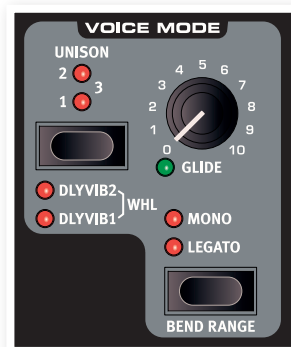 VOICE MODE
UNISON
2
3
1
0 1 2 3 4 5 6 7 8 9 10
GLIDE
DLYVIB2
WHL
DLYVIB1
MONO
LEGATO
BEND RANGE